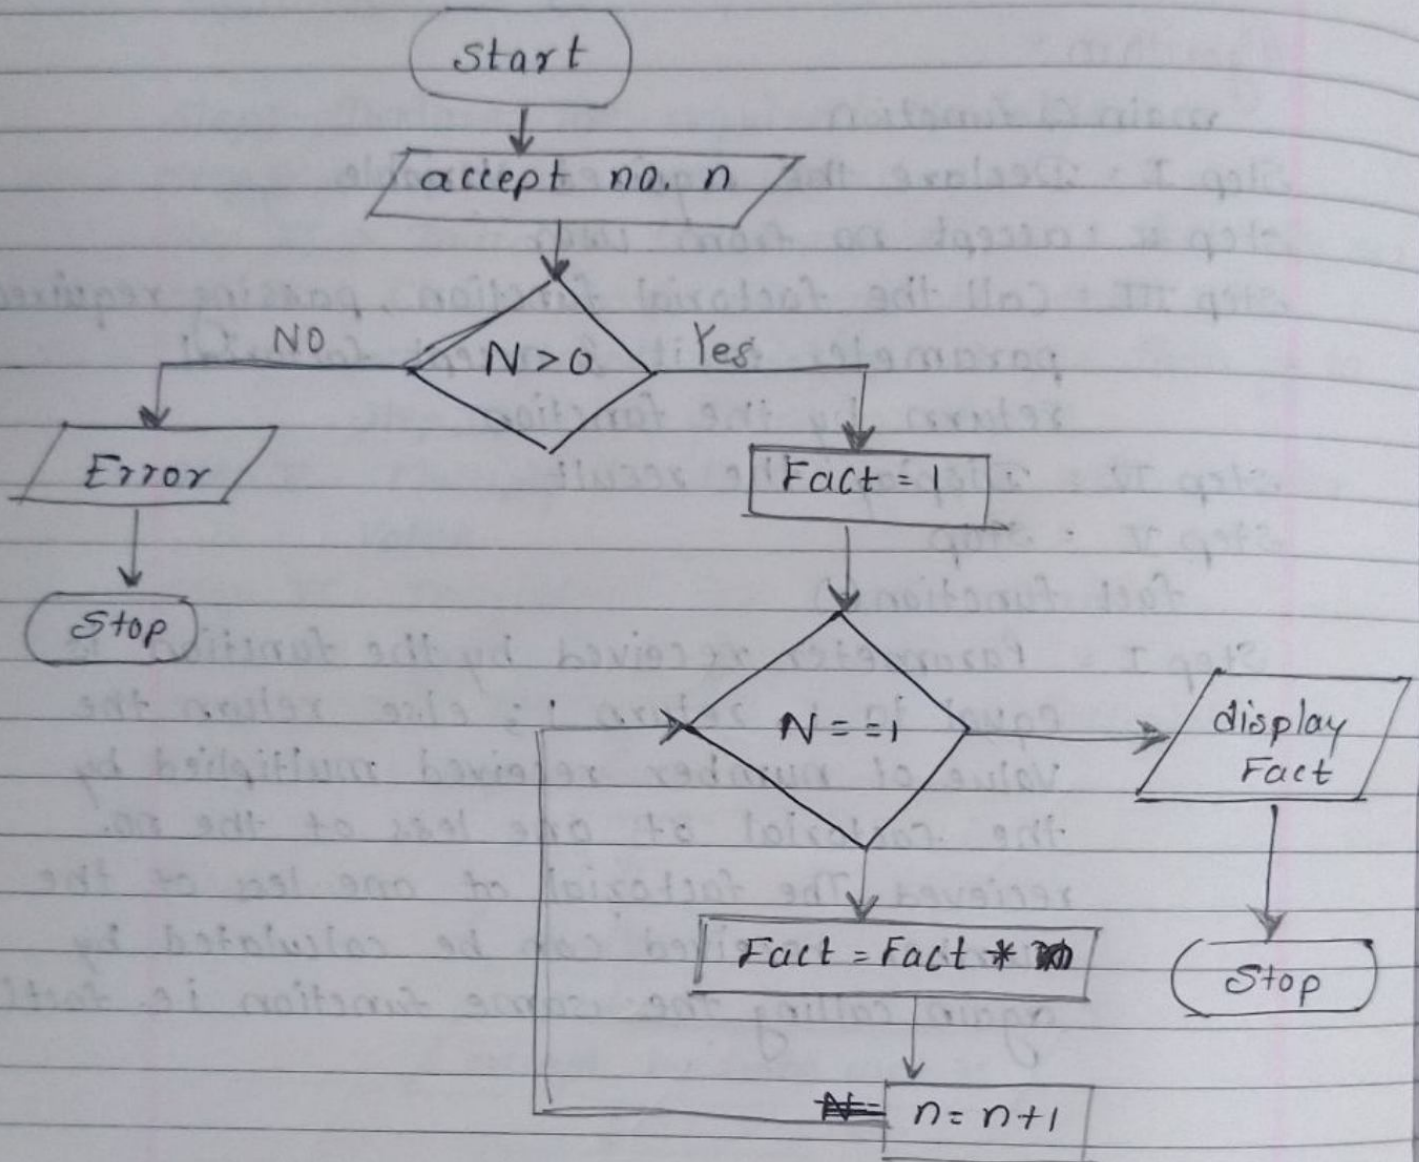 Start
accept no. n
NO
N>0
Yes
Error
Fact = 1
Stop
N = = 1
display
Fact
Fact = Fact *
Stop
n = n+1